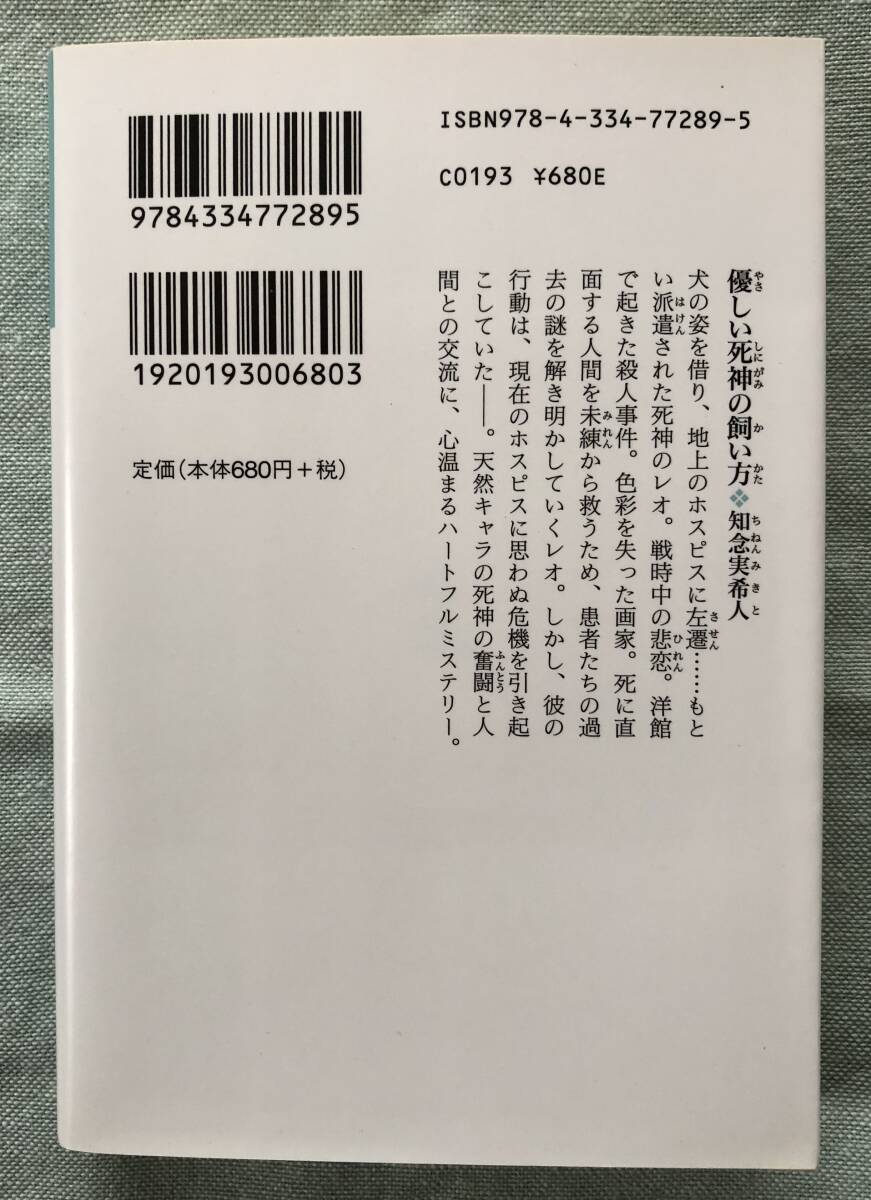 ISBN978-4-334-77289-5
C0193 ¥680E
9784334772895
1920193006803
定価(本体680円+税)
優しい死神の飼い方❖知念実希人
犬の姿を借り、地上のホスピスに左遷……もと
い派遣された死神のレオ。戦時中の悲恋。洋館
で起きた殺人事件。色彩を失った画家。死に直
面する人間を未練から救うため、患者たちの過
去の謎を解き明かしていくレオ。しかし、彼の
行動は、現在のホスピスに思わぬ危機を引き起
こしていた――。天然キャラの死神の奮闘と人
間との交流に、心温まるハートフルミステリー。